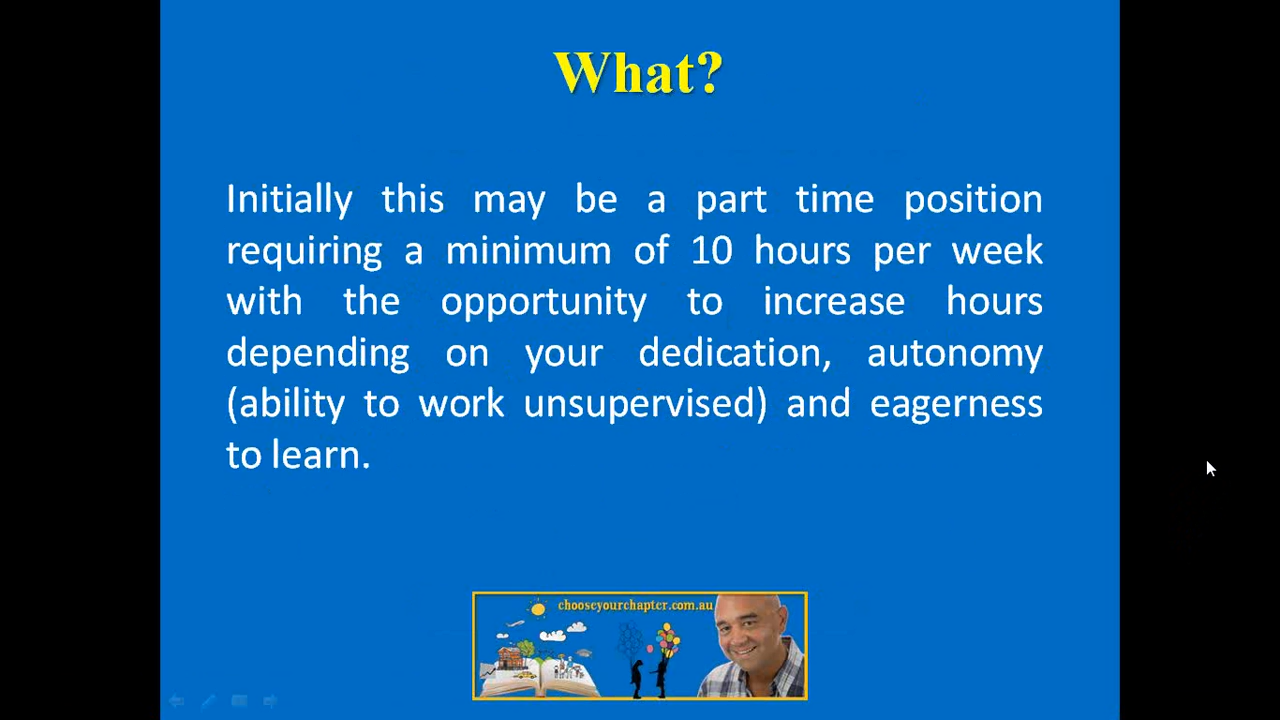 What?
Initially this may be a part time position
requiring a minimum of 10 hours per week
with the opportunity to increase hours
depending on your dedication, autonomy
(ability to work unsupervised) and eagerness
to learn.
chooseyourchapter.com.au